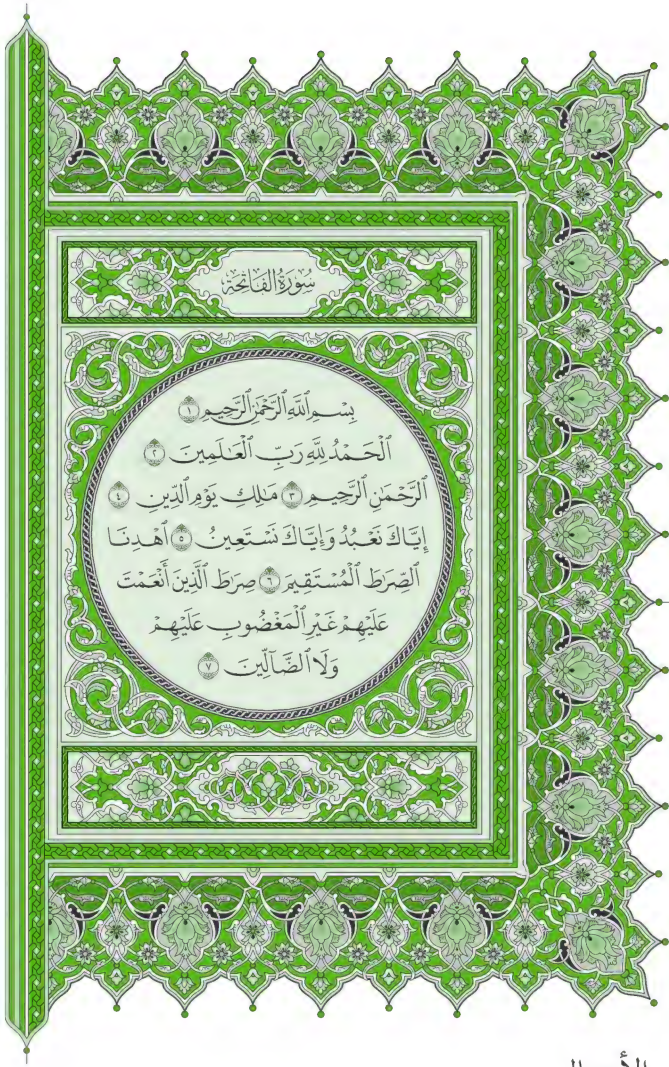 سُورَةُ الفَاتِحَةِ
بِسْمِ ٱللَّهِ ٱلرَّحْمَٰنِ ٱلرَّحِيمِ ١
ٱلْحَمْدُ لِلَّهِ رَبِّ ٱلْعَٰلَمِينَ ٢
ٱلرَّحْمَٰنِ ٱلرَّحِيمِ ٣ مَٰلِكِ يَوْمِ ٱلدِّينِ ٤
إِيَّاكَ نَعْبُدُ وَإِيَّاكَ نَسْتَعِينُ ٥ ٱهْدِنَا
ٱلصِّرَٰطَ ٱلْمُسْتَقِيمَ ٦ صِرَٰطَ ٱلَّذِينَ أَنْعَمْتَ
عَلَيْهِمْ غَيْرِ ٱلْمَغْضُوبِ عَلَيْهِمْ
وَلَا ٱلضَّآلِّينَ ٧